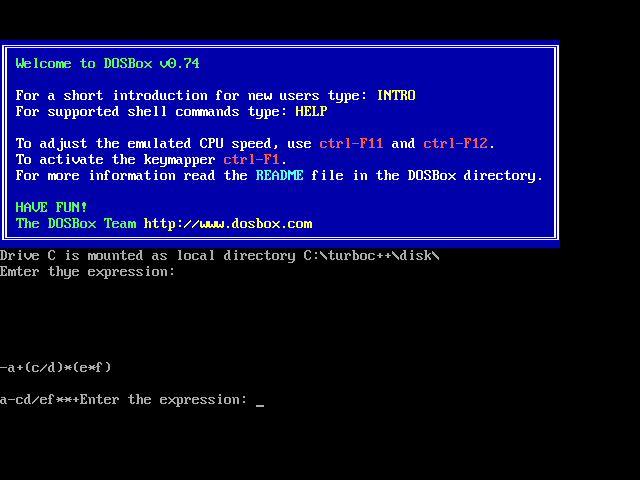 Welcome to DOSBox v0.74
For a short introduction for new users type: INTRO
For supported shell commands type: HELP
To adjust the emulated CPU speed, use ctrl-F11 and ctrl-F12.
To activate the keymapper ctrl-F1.
For more information read the README file in the DOSBox directory.
HAVE FUN!
The DOSBox Team http://www.dosbox.com
Drive C is mounted as local directory C:\turboc++\disk\
Emter thye expression:
-a+(c/d)*(e*f)
a-cd/ef**+Enter the expression: _